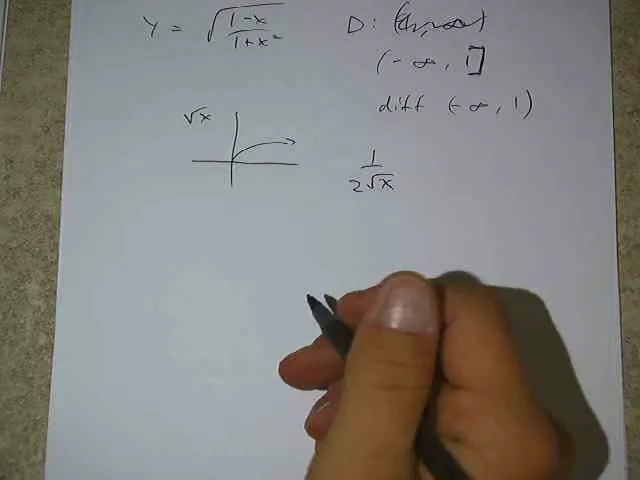 Y = √((1-x)/(1+x²)) D:
(-∞, 1]
diff (-∞, 1)
√x
1/(2√x)